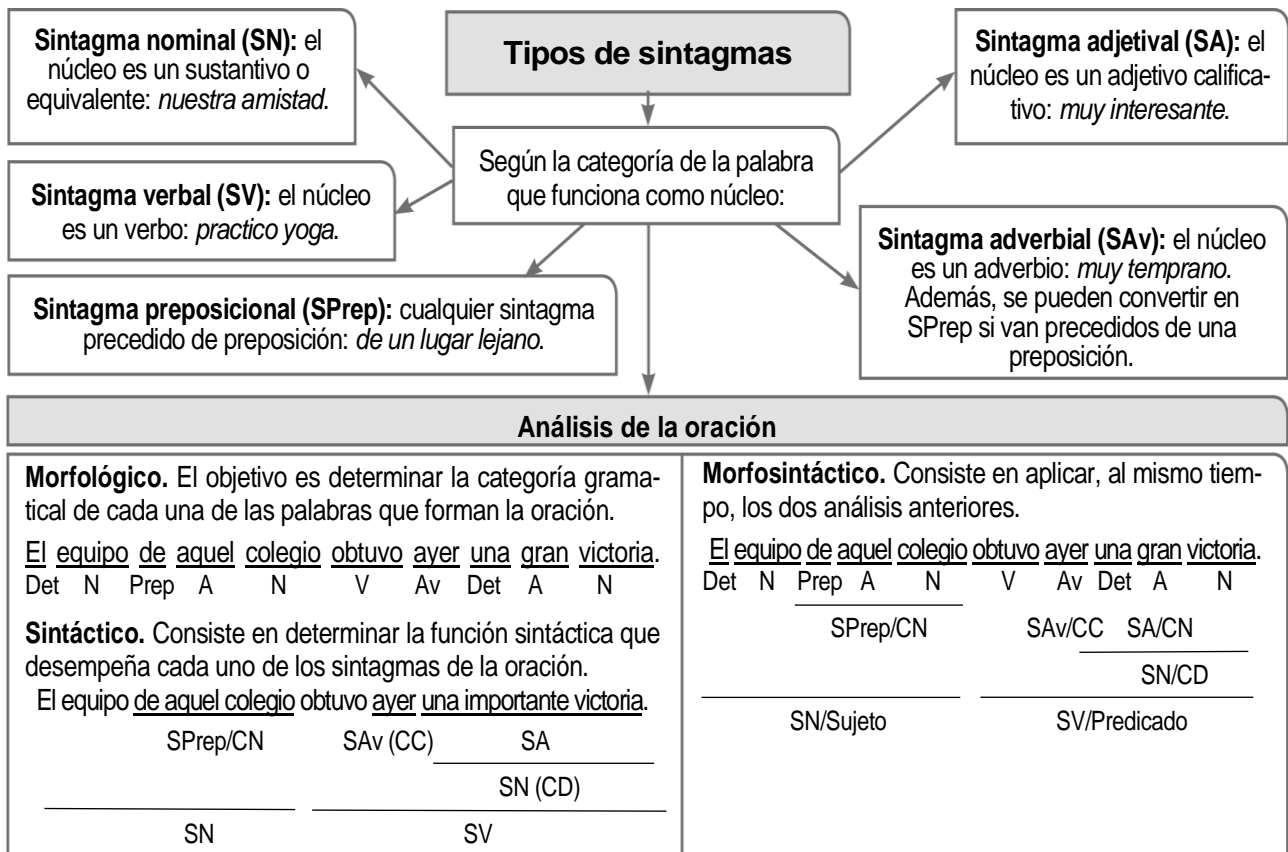 Tipos de sintagmas
Sintagma nominal (SN): el
núcleo es un sustantivo o
equivalente: nuestra amistad.
Sintagma adjetival (SA): el
núcleo es un adjetivo califica-
tivo: muy interesante.
Según la categoría de la palabra
que funciona como núcleo:
Sintagma verbal (SV): el núcleo
es un verbo: practico yoga.
Sintagma adverbial (SAv): el núcleo
es un adverbio: muy temprano.
Además, se pueden convertir en
SPrep si van precedidos de una
preposición.
Sintagma preposicional (SPrep): cualquier sintagma
precedido de preposición: de un lugar lejano.
Análisis de la oración
Morfológico. El objetivo es determinar la categoría grama-
tical de cada una de las palabras que forman la oración.
El equipo de aquel colegio obtuvo ayer una gran victoria.
Det N Prep A N V Av Det A N
Sintáctico. Consiste en determinar la función sintáctica que
desempeña cada uno de los sintagmas de la oración.
El equipo de aquel colegio obtuvo ayer una importante victoria.
SPrep/CN SAv (CC) SA
SN (CD)
SN SV
Morfosintáctico. Consiste en aplicar, al mismo tiem-
po, los dos análisis anteriores.
El equipo de aquel colegio obtuvo ayer una gran victoria.
Det N Prep A N V Av Det A N
SPrep/CN SAv/CC SA/CN
SN/CD
SN/Sujeto SV/Predicado